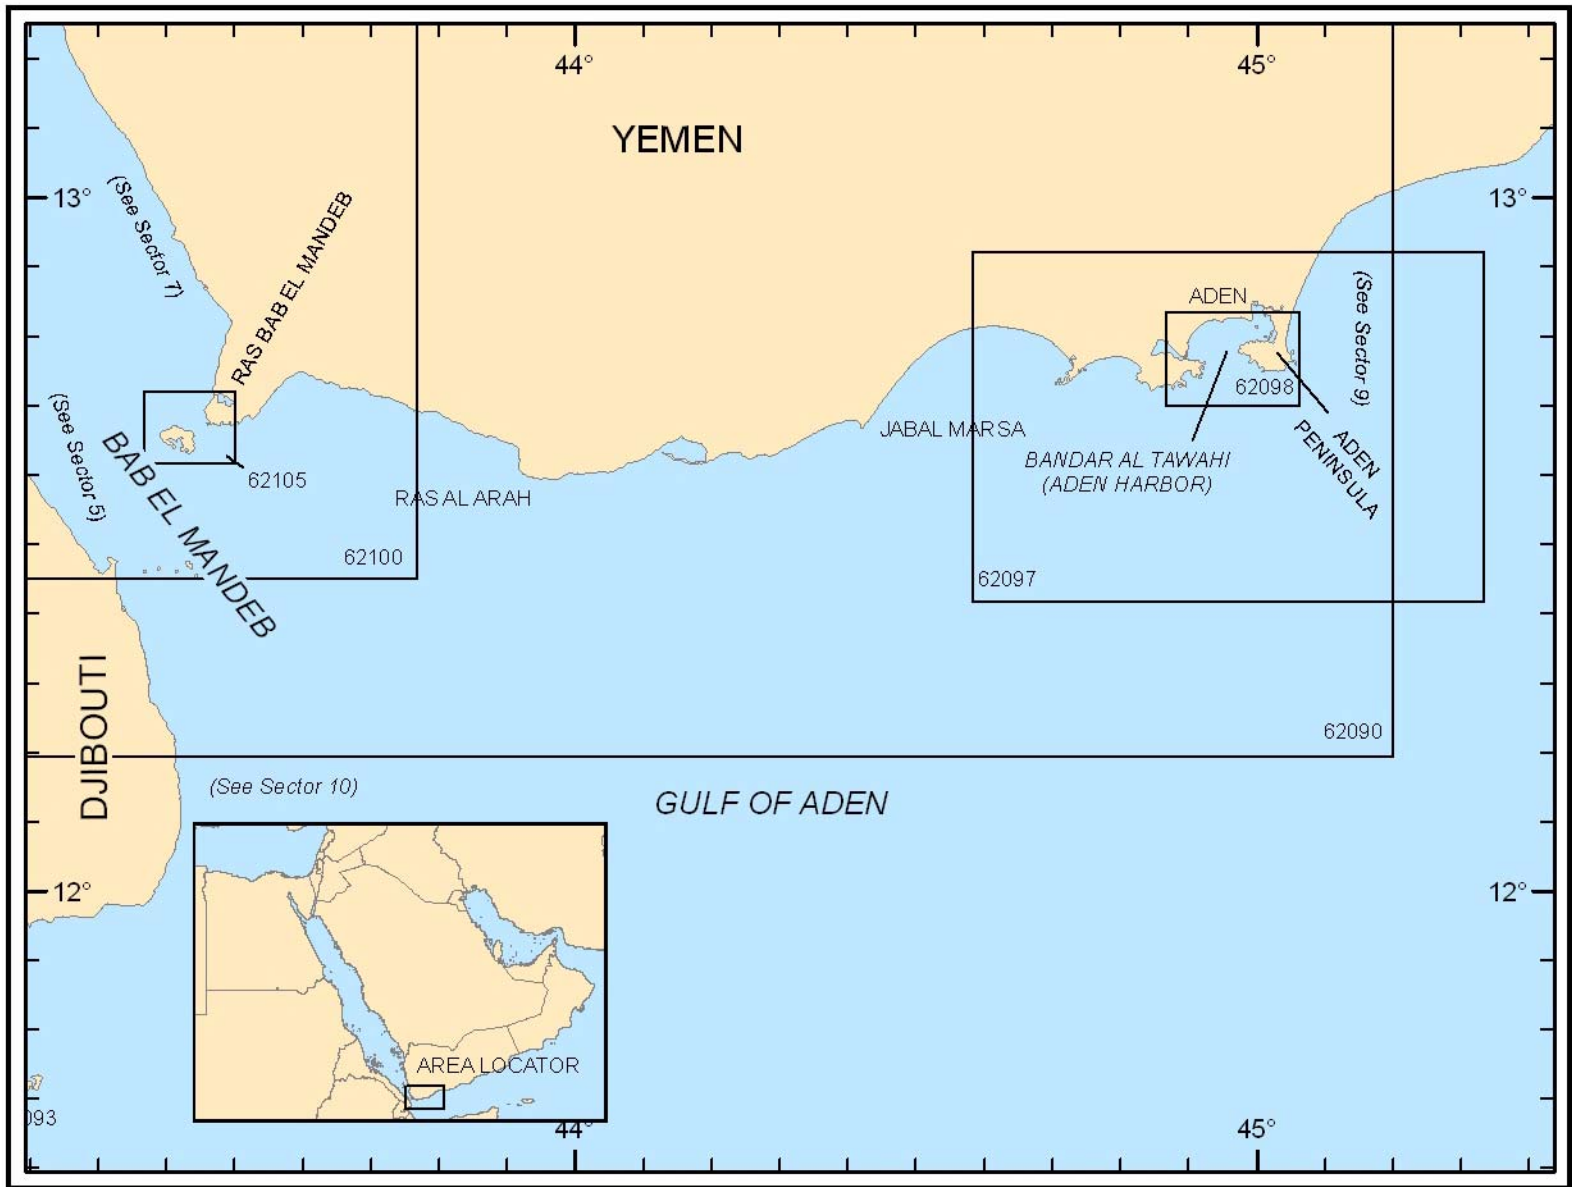 44°
45°
YEMEN
13°
13°
(See Sector 7)
RAS BAB EL MANDEB
(See Sector 9)
ADEN
62098
(See Sector 5)
BAB EL MANDEB
62105
RAS AL ARAH
JABAL MARSA
BANDAR AL TAWAHI
(ADEN HARBOR)
ADEN
PENINSULA
62100
62097
DJIBOUTI
62090
(See Sector 10)
GULF OF ADEN
12°
12°
AREA LOCATOR
093
44°
45°